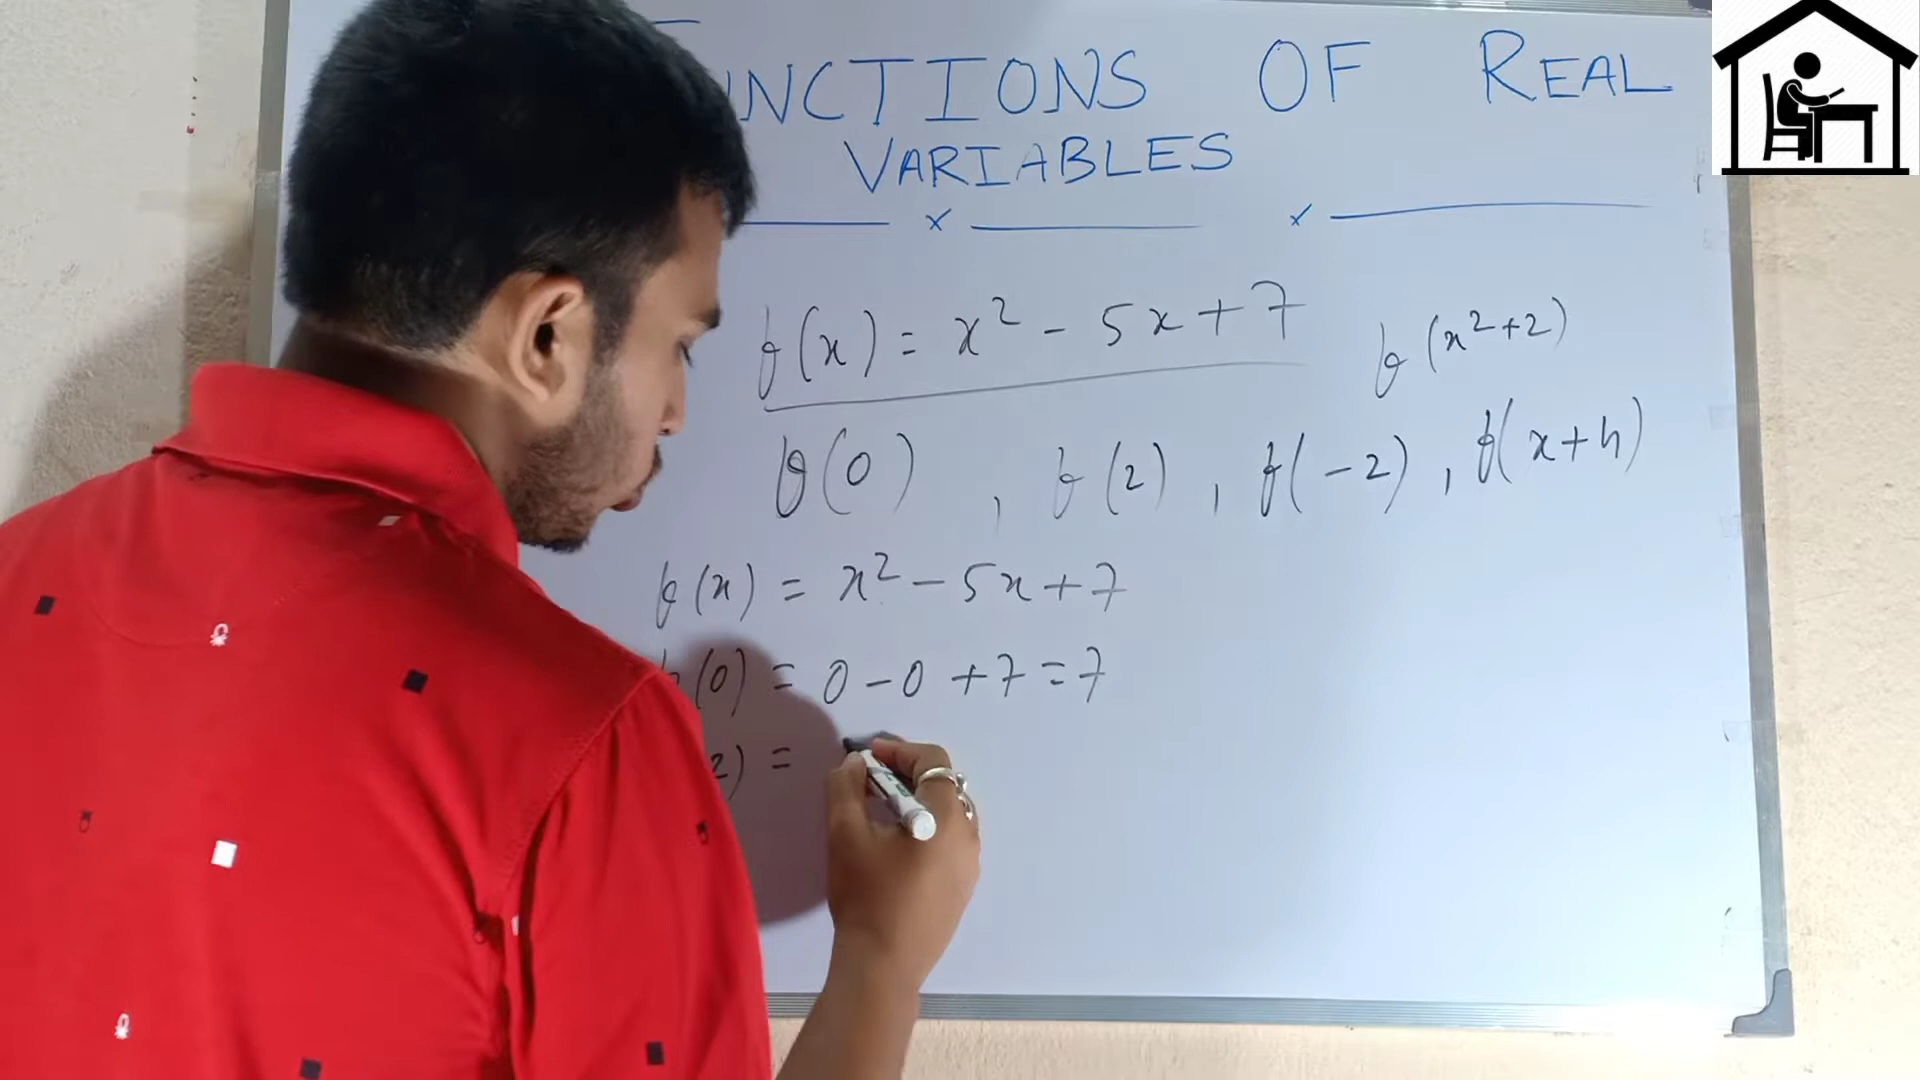 UNCTIONS OF REAL
VARIABLES
x x
f(x) = x² - 5x + 7 f(x²+2)
f(0) , f(2) , f(-2) , f(x+h)
f(x) = x² - 5x + 7
(0) = 0 - 0 + 7 = 7
2) =